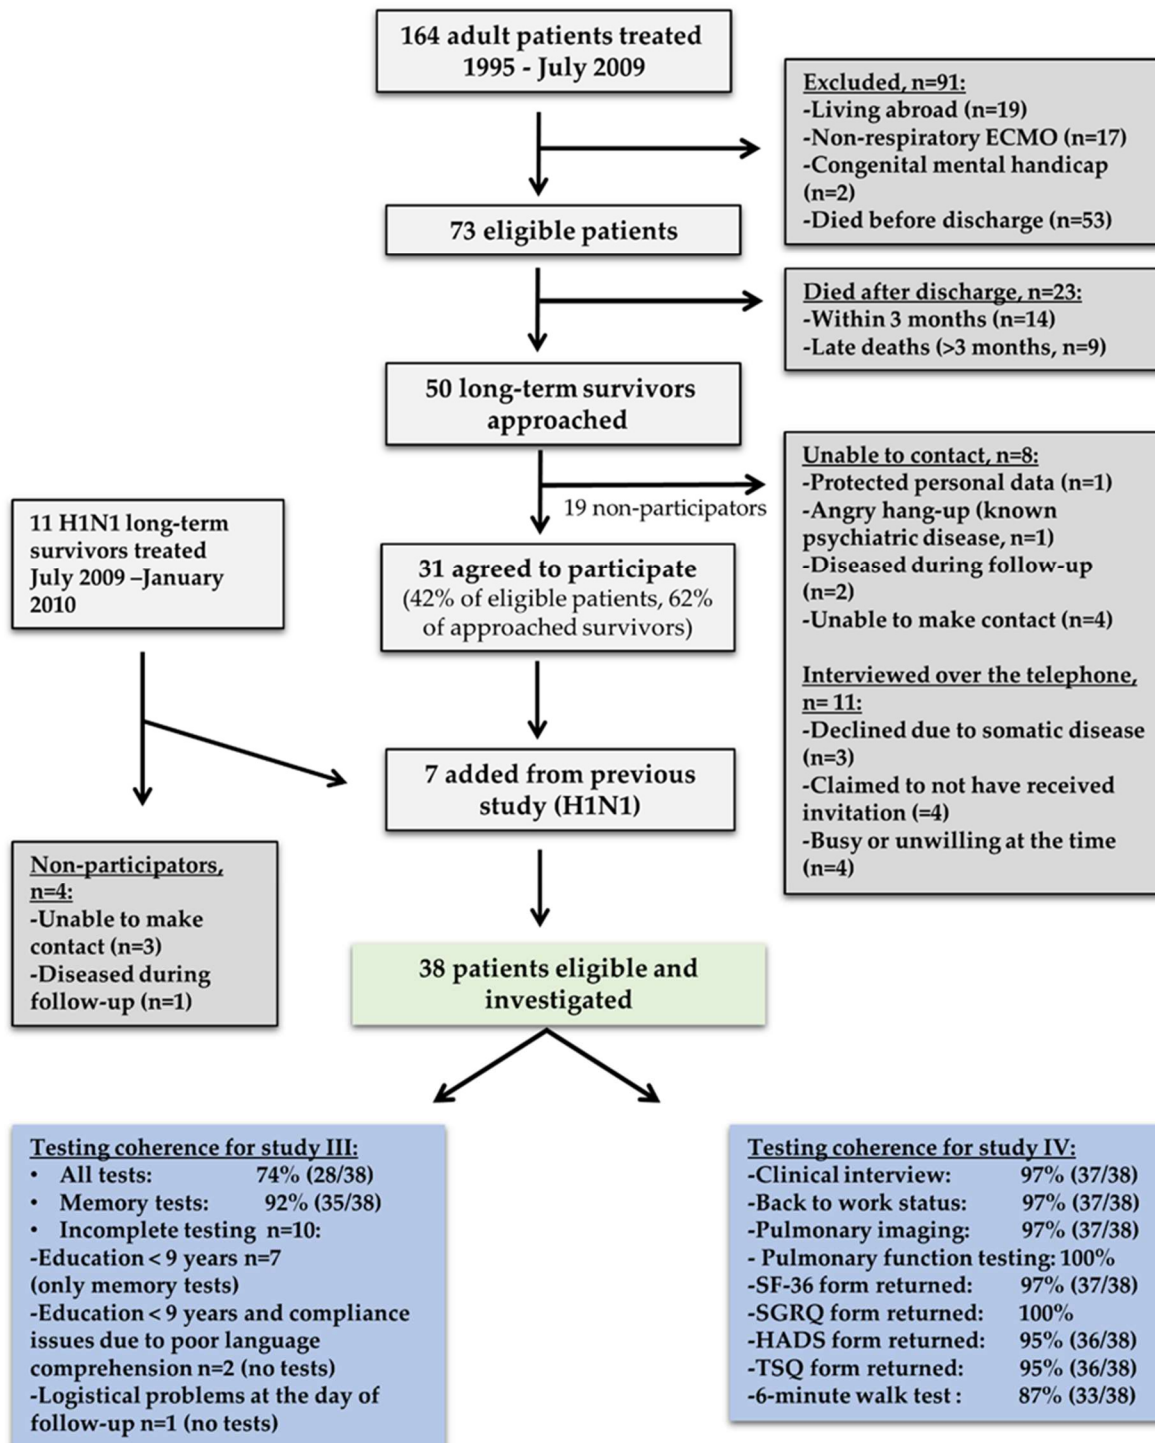 164 adult patients treated
1995 - July 2009
Excluded, n=91:
-Living abroad (n=19)
-Non-respiratory ECMO (n=17)
-Congenital mental handicap
(n=2)
-Died before discharge (n=53)
73 eligible patients
Died after discharge, n=23:
-Within 3 months (n=14)
-Late deaths (>3 months, n=9)
50 long-term survivors
approached
Unable to contact, n=8:
-Protected personal data (n=1)
-Angry hang-up (known
psychiatric disease, n=1)
-Diseased during follow-up
(n=2)
-Unable to make contact (n=4)
Interviewed over the telephone,
n= 11:
-Declined due to somatic disease
(n=3)
-Claimed to not have received
invitation (=4)
-Busy or unwilling at the time
(n=4)
19 non-participators
11 H1N1 long-term
survivors treated
July 2009 –January
2010
31 agreed to participate
(42% of eligible patients, 62%
of approached survivors)
7 added from previous
study (H1N1)
Non-participators,
n=4:
-Unable to make
contact (n=3)
-Diseased during
follow-up (n=1)
38 patients eligible and
investigated
Testing coherence for study III:
• All tests: 74% (28/38)
• Memory tests: 92% (35/38)
• Incomplete testing n=10:
-Education < 9 years n=7
(only memory tests)
-Education < 9 years and compliance
issues due to poor language
comprehension n=2 (no tests)
-Logistical problems at the day of
follow-up n=1 (no tests)
Testing coherence for study IV:
-Clinical interview: 97% (37/38)
-Back to work status: 97% (37/38)
-Pulmonary imaging: 97% (37/38)
- Pulmonary function testing: 100%
-SF-36 form returned: 97% (37/38)
-SGRQ form returned: 100%
-HADS form returned: 95% (36/38)
-TSQ form returned: 95% (36/38)
-6-minute walk test : 87% (33/38)